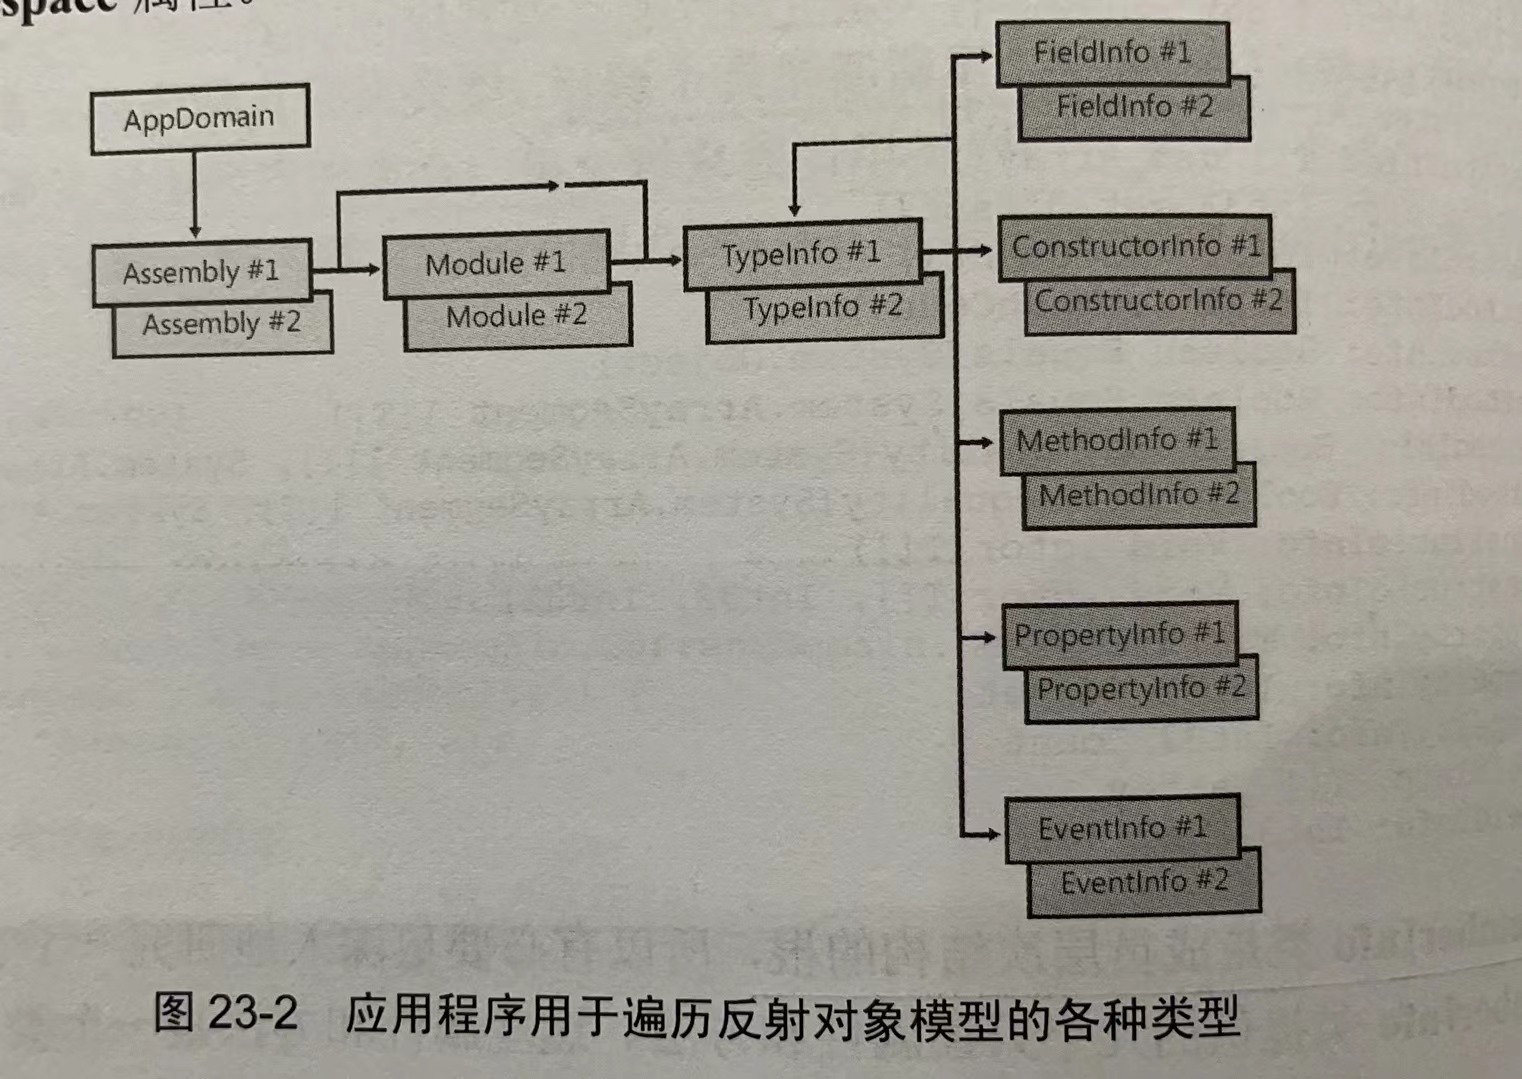 space 属性。
AppDomain
Assembly #1
Assembly #2
Module #1
Module #2
TypeInfo #1
TypeInfo #2
FieldInfo #1
FieldInfo #2
ConstructorInfo #1
ConstructorInfo #2
MethodInfo #1
MethodInfo #2
PropertyInfo #1
PropertyInfo #2
EventInfo #1
EventInfo #2
图 23-2 应用程序用于遍历反射对象模型的各种类型